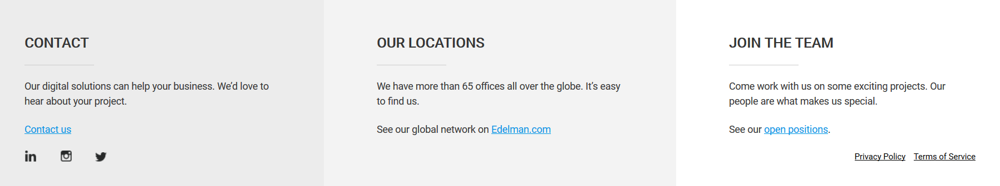 CONTACT
Our digital solutions can help your business. We’d love to
hear about your project.
Contact us
OUR LOCATIONS
We have more than 65 offices all over the globe. It’s easy
to find us.
See our global network on Edelman.com
JOIN THE TEAM
Come work with us on some exciting projects. Our
people are what makes us special.
See our open positions.
Privacy Policy Terms of Service